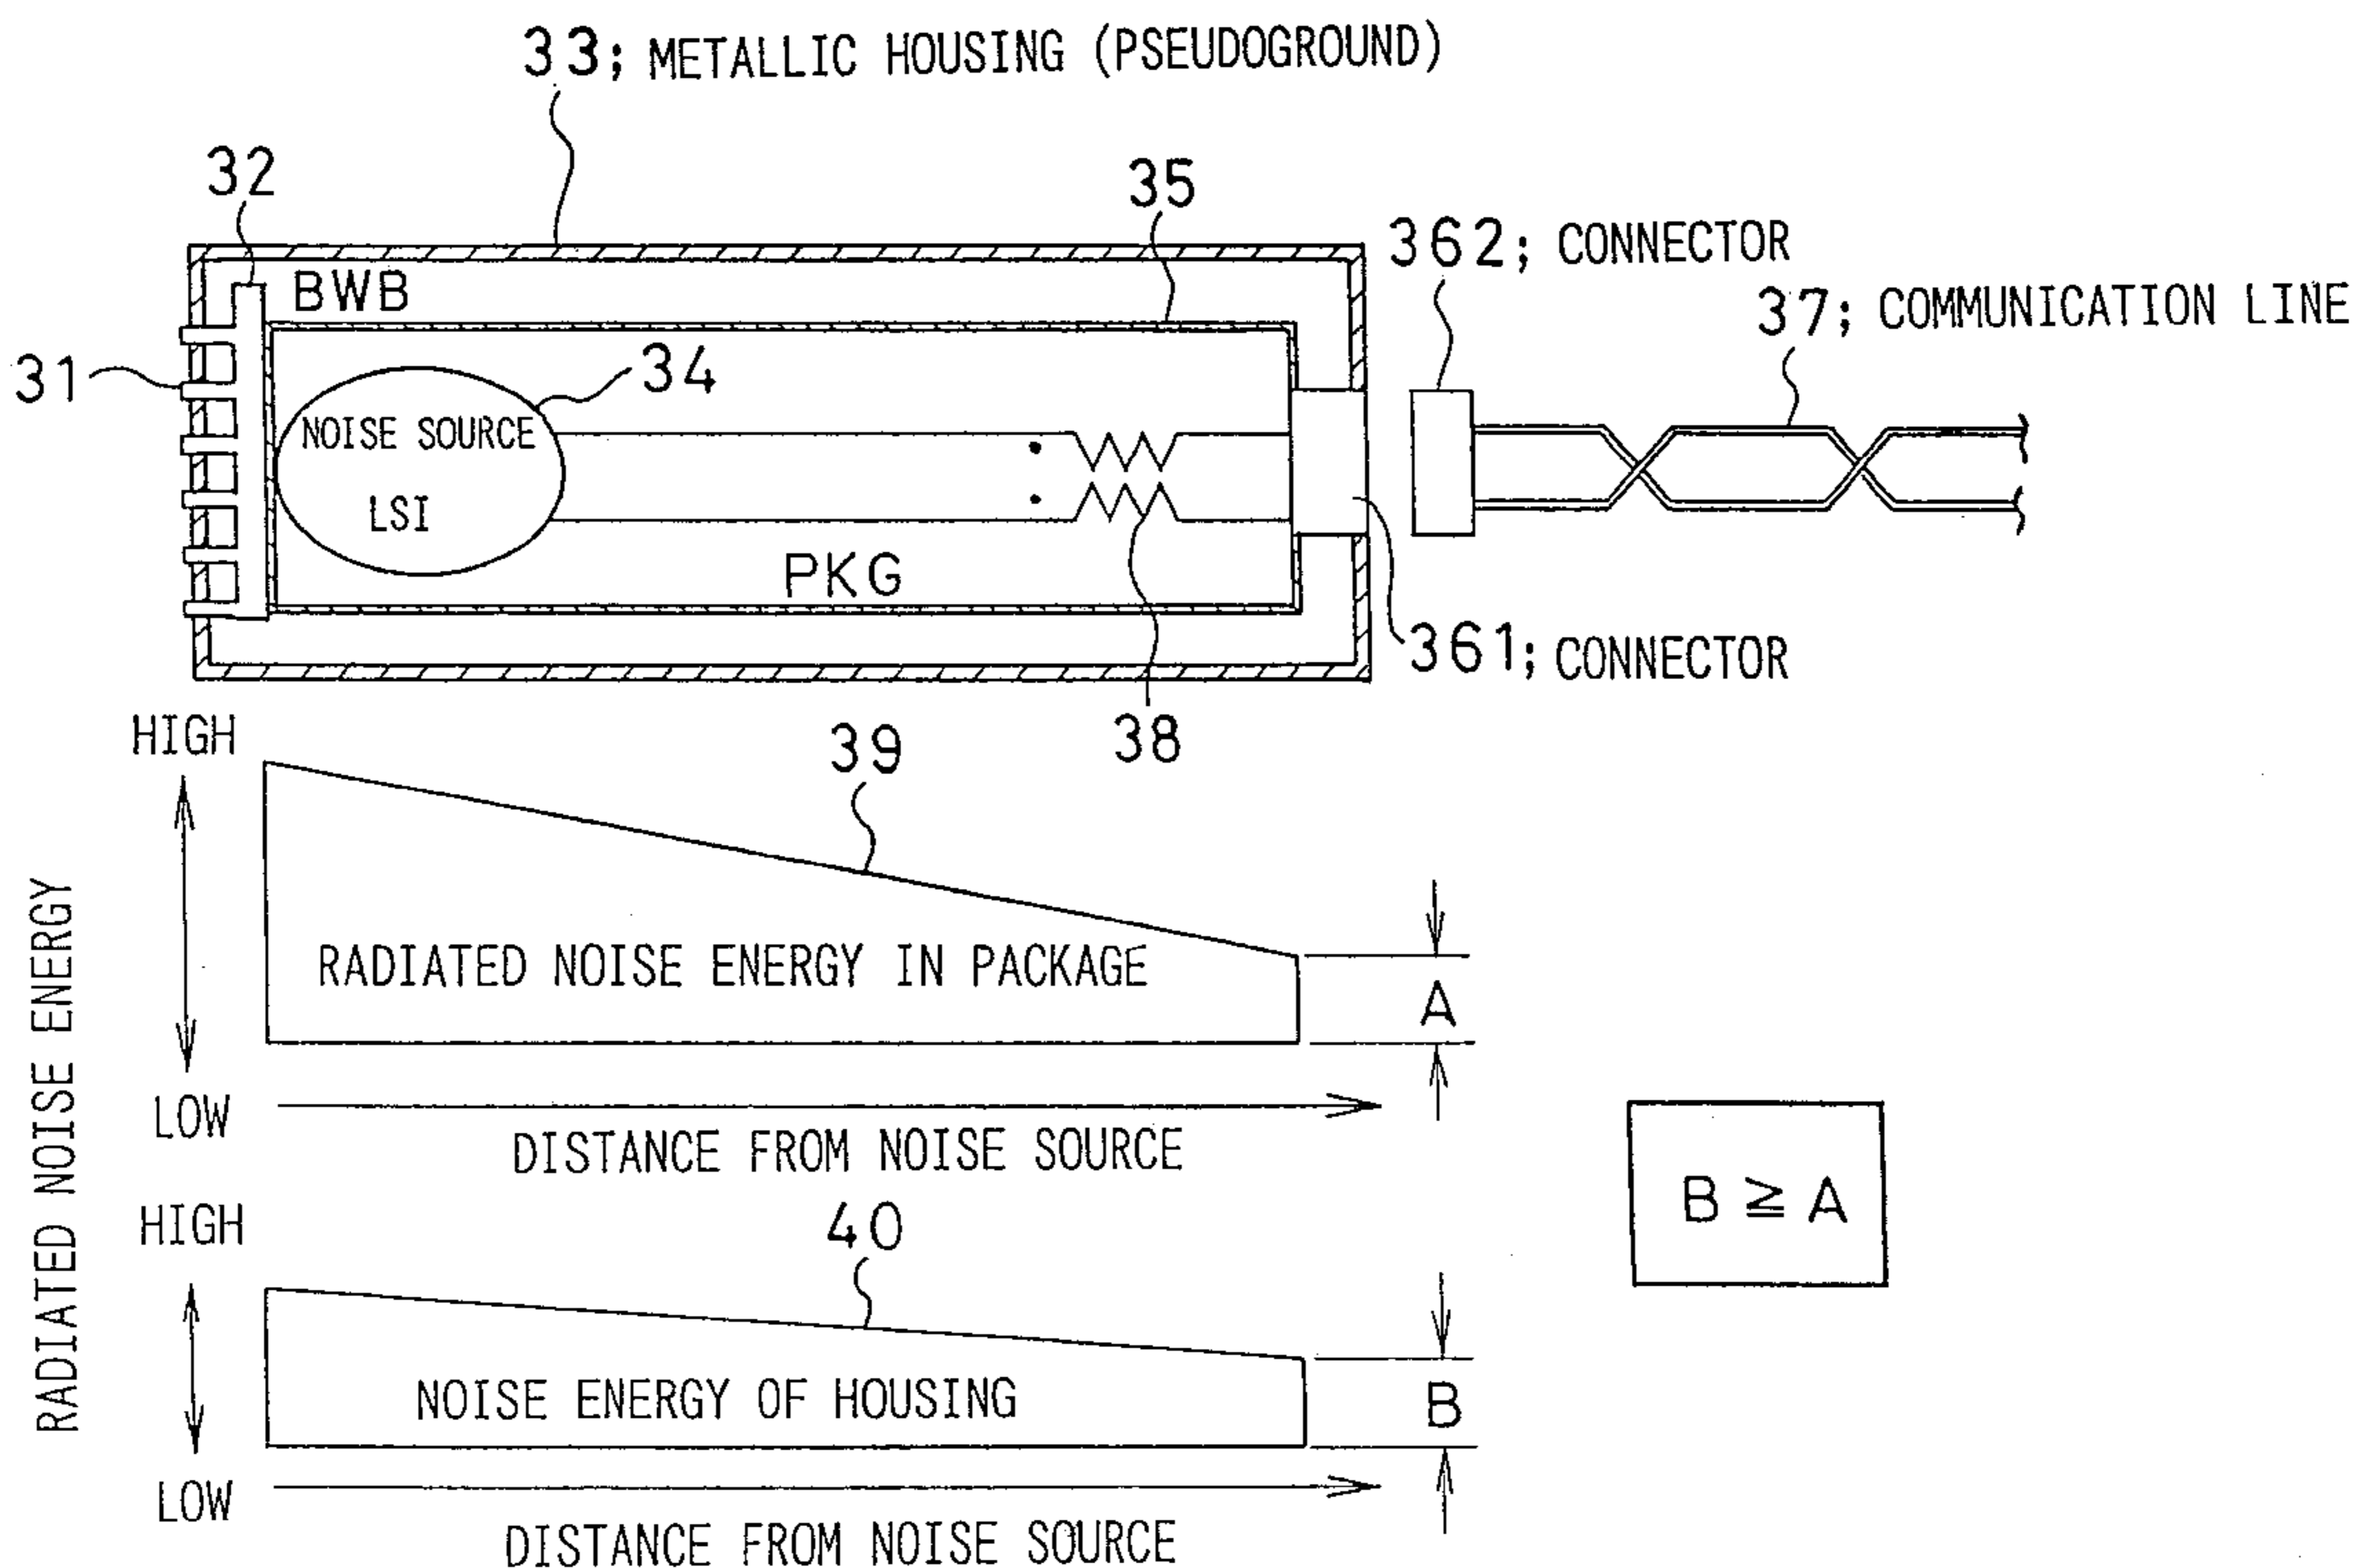 33; METALLIC HOUSING (PSEUDOGROUND)
32
35
362; CONNECTOR
BWB
37; COMMUNICATION LINE
31
34
NOISE SOURCE
LSI
PKG
361; CONNECTOR
38
HIGH
39
RADIATED NOISE ENERGY IN PACKAGE
A
LOW
DISTANCE FROM NOISE SOURCE
RADIATED NOISE ENERGY
B ≧ A
HIGH
40
NOISE ENERGY OF HOUSING
B
LOW
DISTANCE FROM NOISE SOURCE